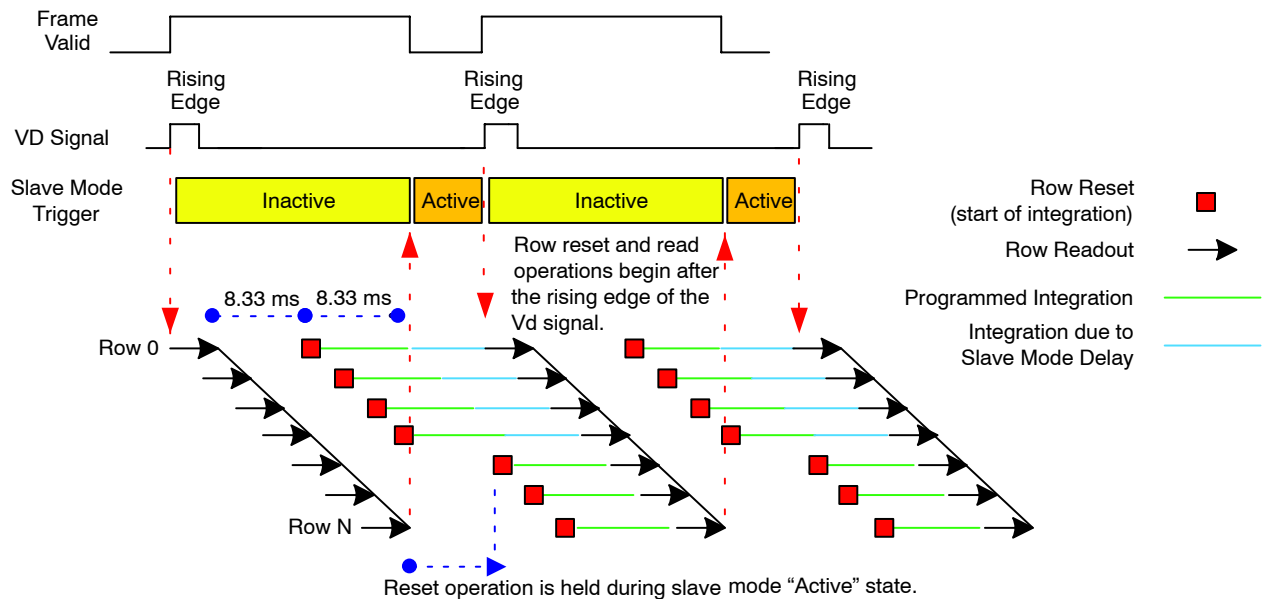 Frame
Valid
Rising
Edge
Rising
Edge
Rising
Edge
VD Signal
Slave Mode
Trigger
Inactive
Active
Inactive
Active
Row Reset
(start of integration)
Row Readout
Programmed Integration
Integration due to
Slave Mode Delay
Row reset and read
operations begin after
the rising edge of the
Vd signal.
8.33 ms
8.33 ms
Row 0
Row N
Reset operation is held during slave mode “Active” state.